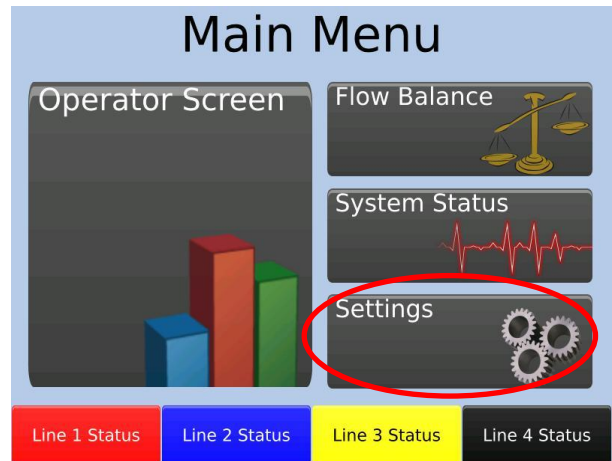 Main Menu
Operator Screen
Flow Balance
System Status
Settings
Line 1 Status
Line 2 Status
Line 3 Status
Line 4 Status